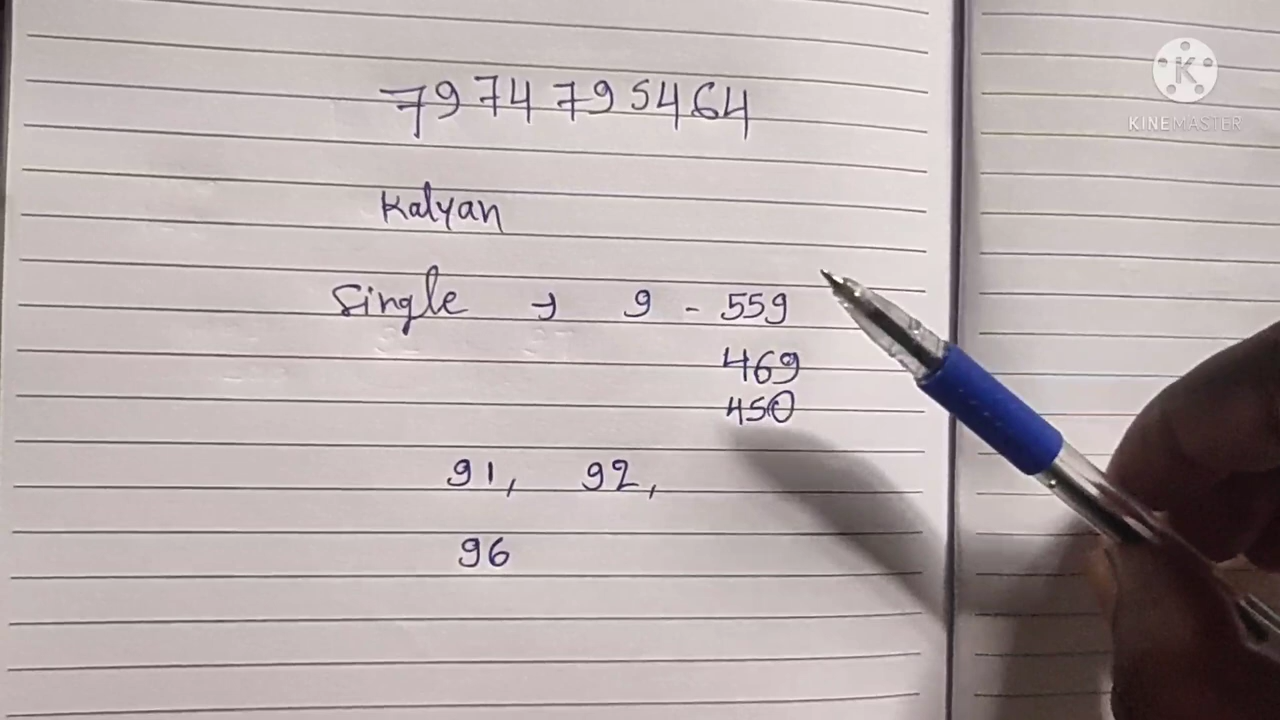 7974795464
Kalyan
Single → 9 - 559
469
450
91, 92,
96
KINEMASTER